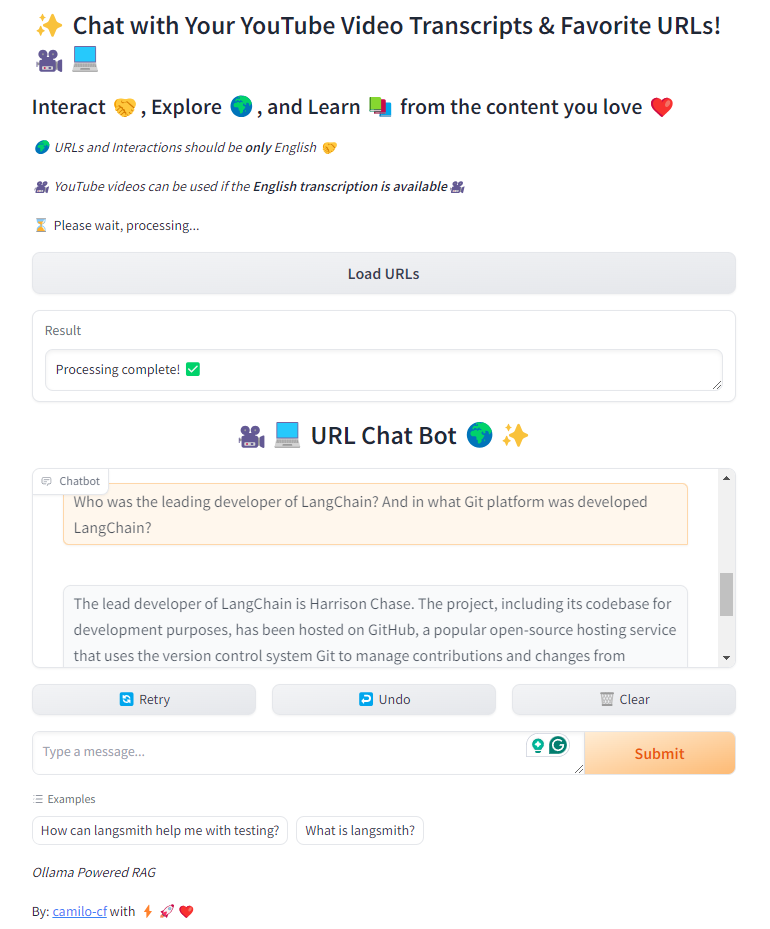 ✨ Chat with Your YouTube Video Transcripts & Favorite URLs!
🎥 💻
Interact 🤝 , Explore 🌍 , and Learn 📚 from the content you love ❤️
🌍 URLs and Interactions should be only English 🤝
🎥 YouTube videos can be used if the English transcription is available 🎥
⏳ Please wait, processing...
Load URLs
Result
Processing complete! ✅
🎥 💻 URL Chat Bot 🌍 ✨
Chatbot
Who was the leading developer of LangChain? And in what Git platform was developed
LangChain?
The lead developer of LangChain is Harrison Chase. The project, including its codebase for
development purposes, has been hosted on GitHub, a popular open-source hosting service
that uses the version control system Git to manage contributions and changes from
🔄 Retry
↩️ Undo
🗑️ Clear
Type a message...
Submit
Examples
How can langsmith help me with testing?
What is langsmith?
Ollama Powered RAG
By: camilo-cf with ⚡ 🚀 ❤️